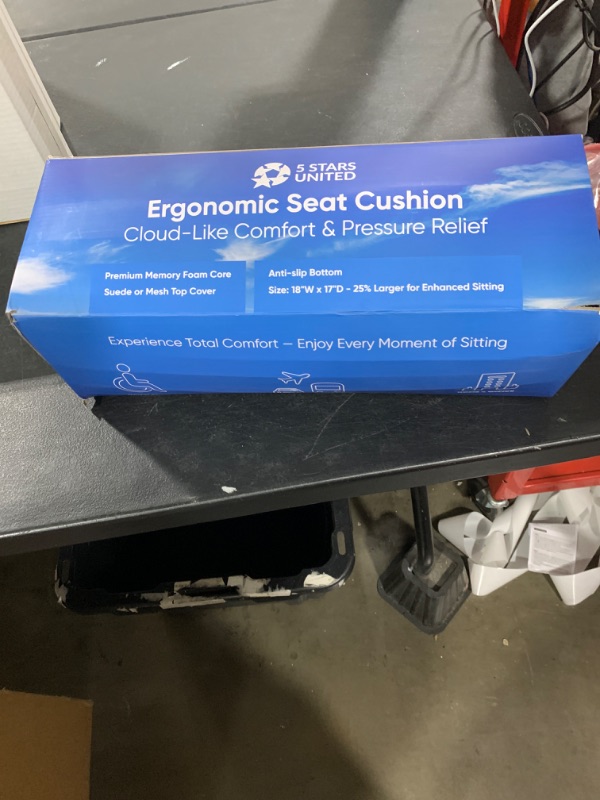 5 STARS
UNITED
Ergonomic Seat Cushion
Cloud-Like Comfort & Pressure Relief
Premium Memory Foam Core
Suede or Mesh Top Cover
Anti-slip Bottom
Size: 18"W x 17"D - 25% Larger for Enhanced Sitting
Experience Total Comfort – Enjoy Every Moment of Sitting